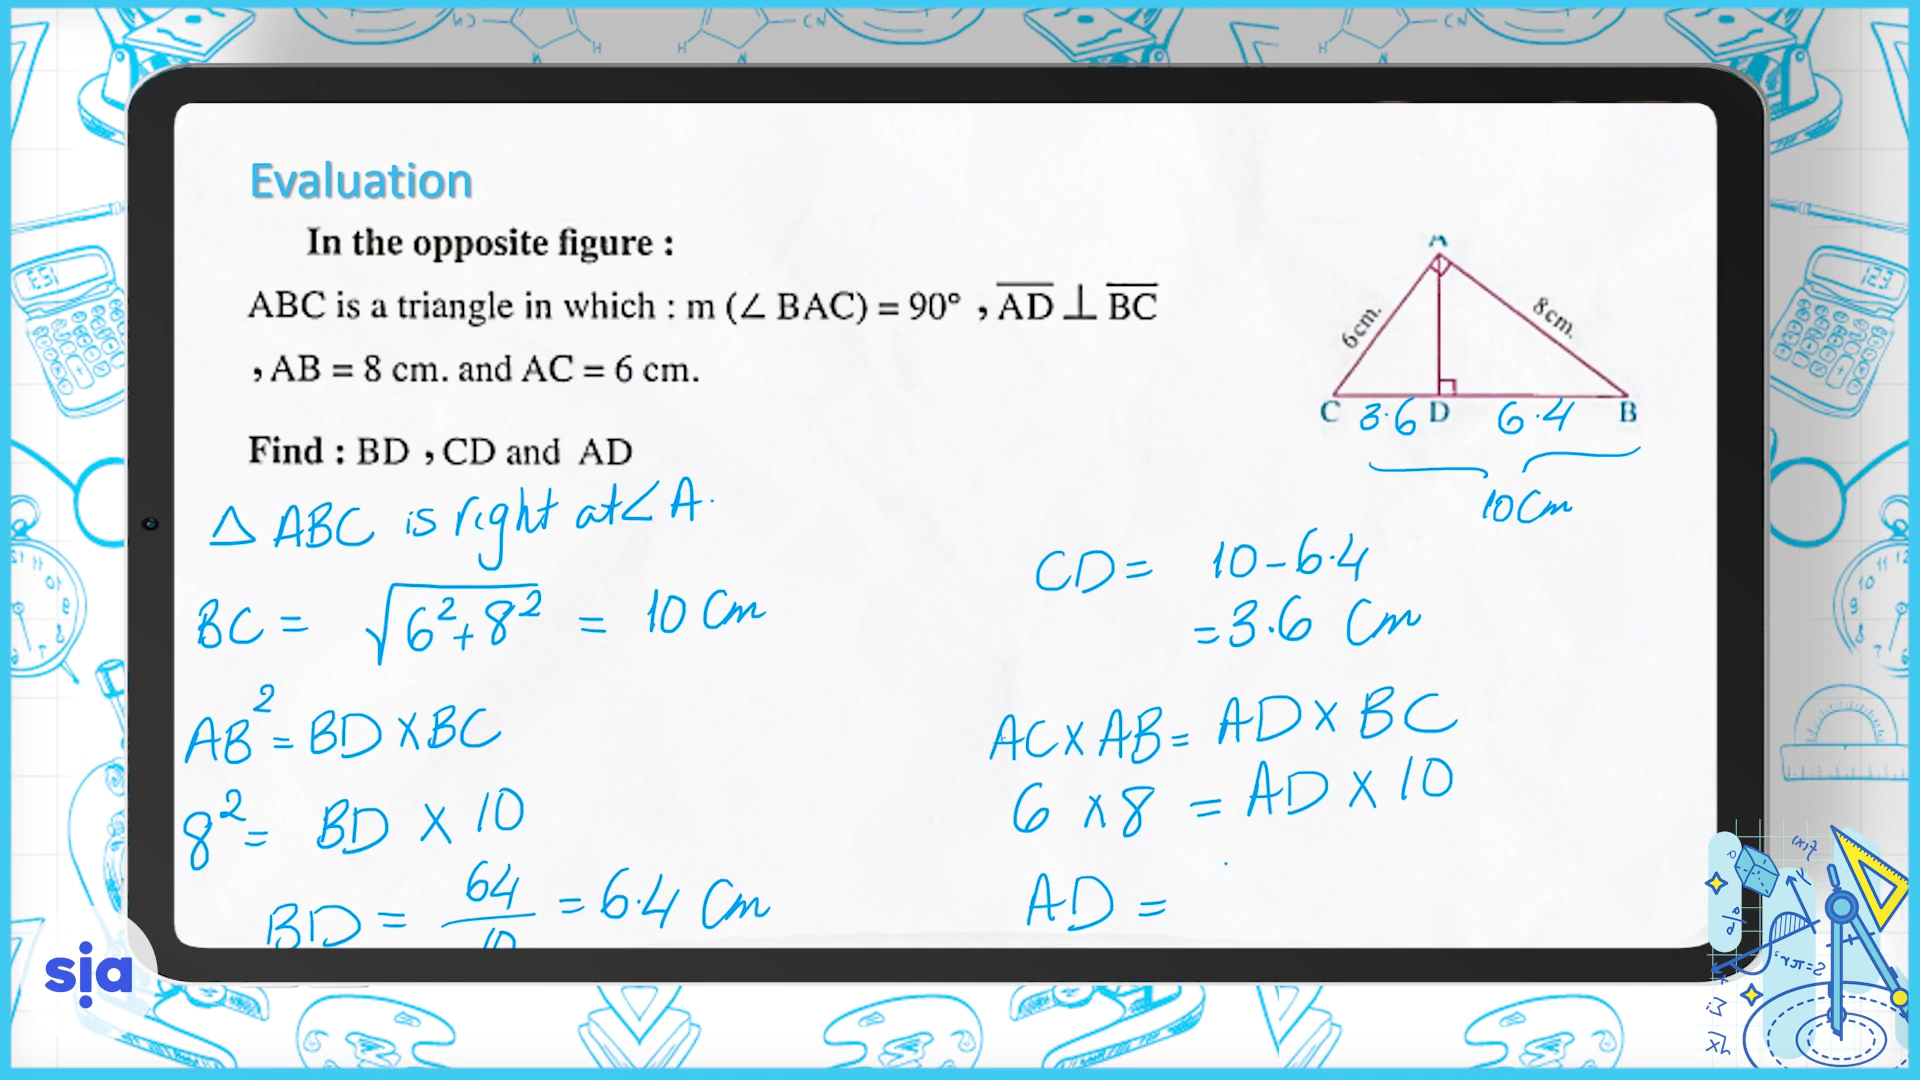 Evaluation
In the opposite figure :
ABC is a triangle in which : m (∠ BAC) = 90° , AD ⊥ BC
, AB = 8 cm. and AC = 6 cm.
Find : BD , CD and AD
A
6cm.
8cm.
C 3.6 D 6.4 B
10 Cm
Δ ABC is right at ∠ A.
BC = √6²+8² = 10 Cm
AB² = BD × BC
8² = BD × 10
BD = 64/10 = 6.4 Cm
CD = 10 - 6.4
= 3.6 Cm
AC × AB = AD × BC
6 × 8 = AD × 10
AD =
sia